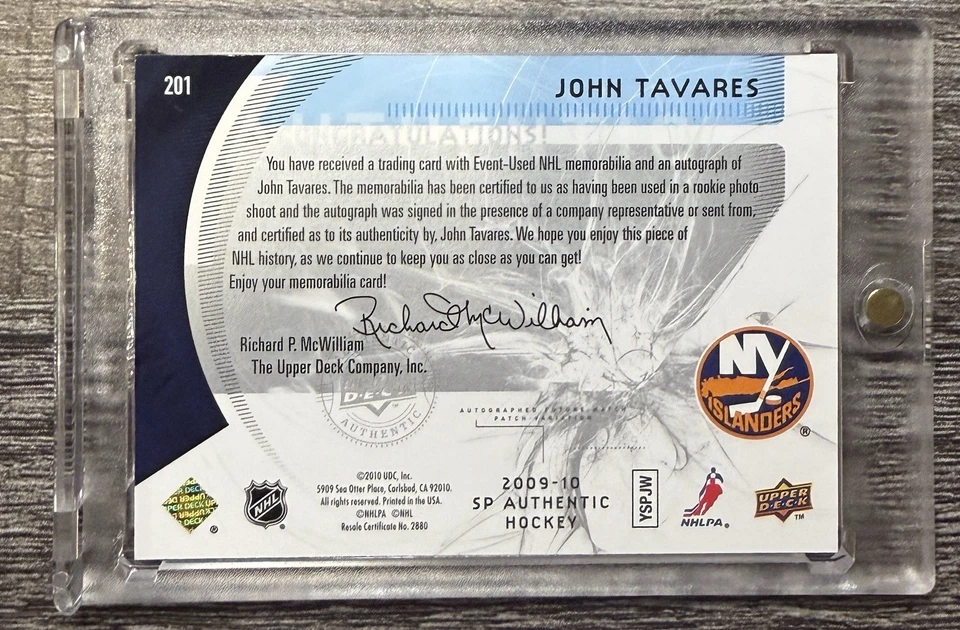 201
JOHN TAVARES
CONGRATULATIONS!
You have received a trading card with Event-Used NHL memorabilia and an autograph of
John Tavares. The memorabilia has been certified to us as having been used in a rookie photo
shoot and the autograph was signed in the presence of a company representative or sent from,
and certified as to its authenticity by, John Tavares. We hope you enjoy this piece of
NHL history, as we continue to keep you as close as you can get!
Enjoy your memorabilia card!
Richard McWilliam
Richard P. McWilliam
The Upper Deck Company, Inc.
D·E·C·K
AUTHENTIC
AUTOGRAPHED FUTURE WATCH
PATCH VARIATION
NY
ISLANDERS
®
UPPER DECK
®
NHL
®
©2010 UDC, Inc.
5909 Sea Otter Place, Carlsbad, CA 92010.
All rights reserved. Printed in the USA.
©NHLPA ©NHL
Resale Certificate No. 2880
2009-10
SP AUTHENTIC
HOCKEY
YSPJW
NHLPA®
UPPER
D·E·C·K
TM